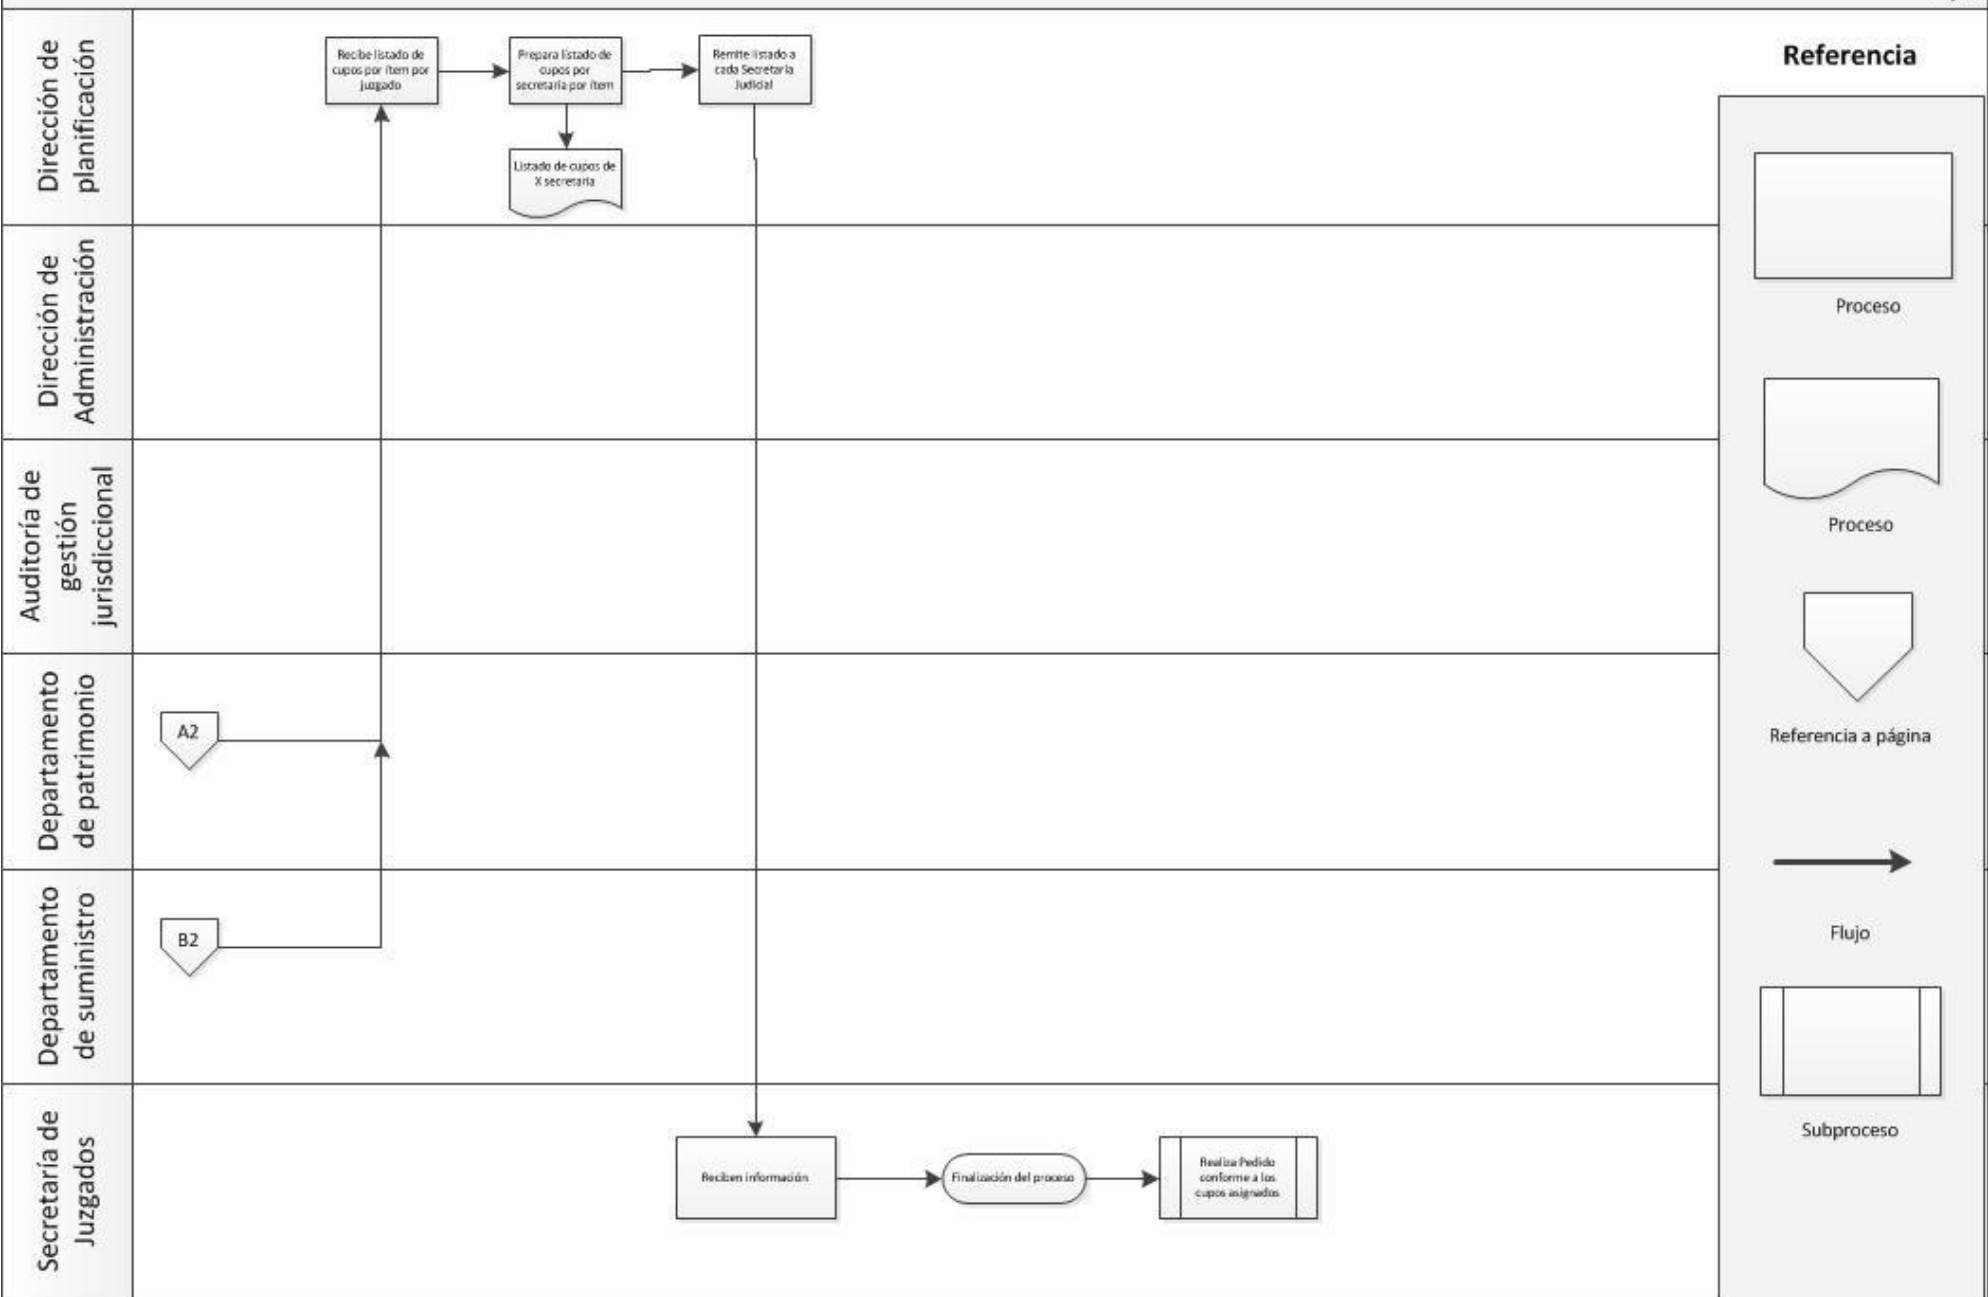 Dirección de
planificación
Recibe listado de
cupos por ítem por
juzgado
Prepara listado de
cupos por
secretaría por ítem
Remite listado a
cada Secretaría
Judicial
Listado de cupos de
X secretaría
Dirección de
Administración
Auditoría de
gestión
jurisdiccional
Departamento
de patrimonio
A2
Departamento
de suministro
B2
Secretaría de
Juzgados
Reciben información
Finalización del proceso
Realiza Pedido
conforme a los
cupos asignados
Referencia
Proceso
Proceso
Referencia a página
Flujo
Subproceso